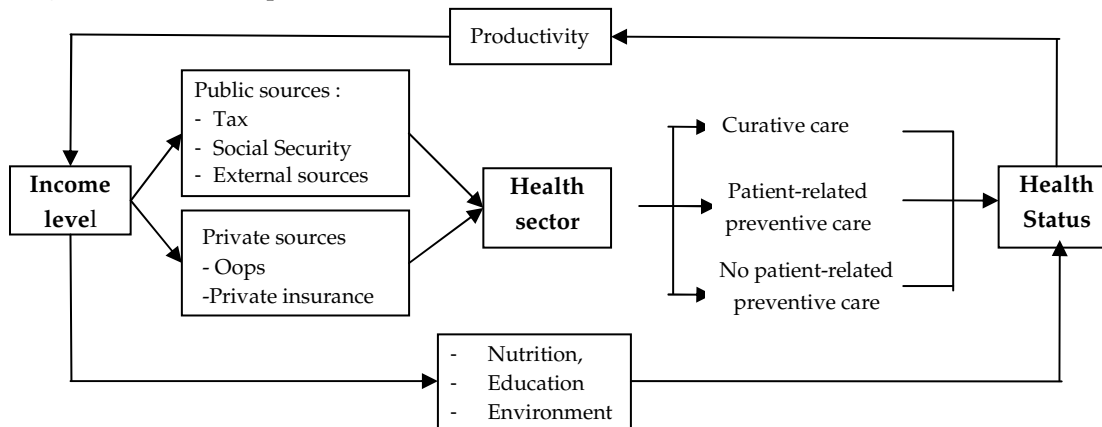 Productivity
Public sources :
- Tax
- Social Security
- External sources
Income
level
Private sources
- Oops
-Private insurance
Health
sector
Curative care
Patient-related
preventive care
No patient-related
preventive care
Health
Status
- Nutrition,
- Education
- Environment